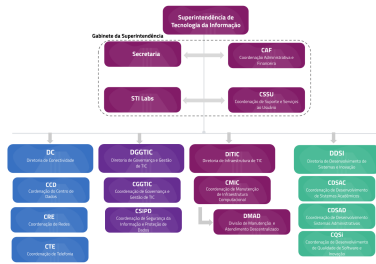 Superintendência de
Tecnologia da Informação
Gabinete da Superintendência
Secretaria
CAF
Coordenação Administrativa e
Financeira
STI Labs
CSSU
Coordenação de Suporte e Serviços
ao Usuário
DC
Diretoria de Conectividade
CCD
Coordenação do Centro de
Dados
CRE
Coordenação de Redes
CTE
Coordenação de Telefonia
DGGTIC
Diretoria de Governança e Gestão
de TIC
CGGTIC
Coordenação de Governança e
Gestão de TIC
CSIPD
Coordenação de Segurança da
Informação e Proteção de
Dados
DITIC
Diretoria de Infraestrutura de TIC
CMIC
Coordenação de Manutenção
de Infraestrutura
Computacional
DMAD
Divisão de Manutenção e
Atendimento Descentralizado
DDSI
Diretoria de Desenvolvimento de
Sistemas e Inovação
CDSAC
Coordenação de Desenvolvimento
de Sistemas Acadêmicos
CDSAD
Coordenação de Desenvolvimento
Sistemas Administrativos
CQSI
Coordenação de Desenvolvimento
de Qualidade de Software e
Inovação